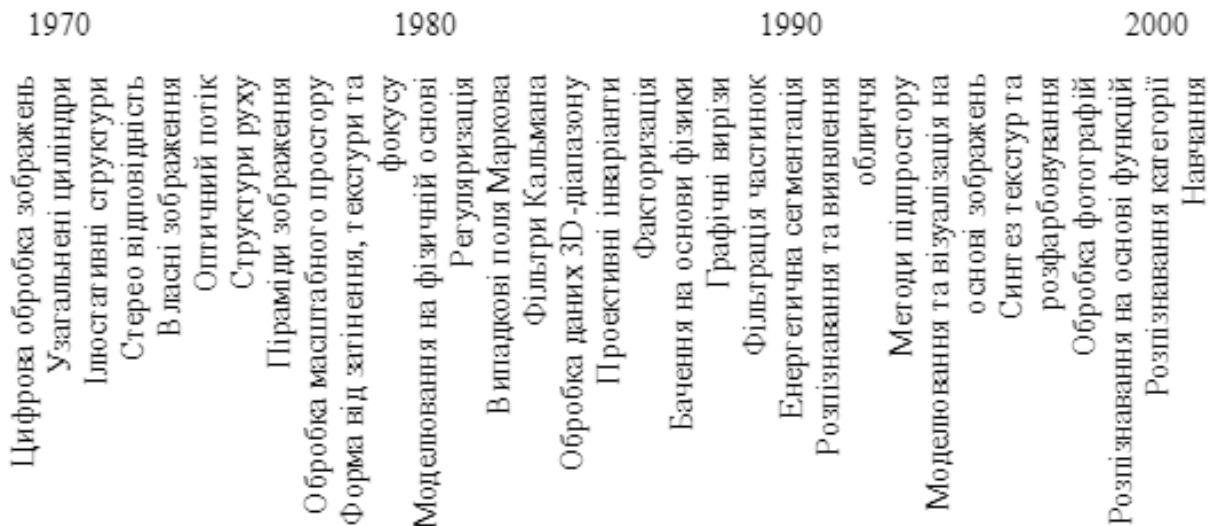 1970 1980 1990 2000
Цифрова обробка зображень
Узагальнені циліндри
Ілюстативні структури
Стерео відповідність
Власні зображення
Оптичний потік
Структури руху
Піраміди зображення
Обробка масштабного простору
Форма від затінення, текстури та
фокусу
Моделювання на фізичній основі
Регуляризація
Випадкові поля Маркова
Фільтри Кальмана
Обробка даних 3D-діапазону
Проективні інваріанти
Факторизація
Бачення на основи фізики
Графічні вирізи
Фільтрація частинок
Енергетична сегментація
Розпізнавання та виявлення
обличчя
Методи підпростору
Моделювання та візуалізація на
основі зображень
Синтез текстур та
розфарбовування
Обробка фотографій
Розпізнавання на основі функцій
Розпізнавання категорії
Навчання